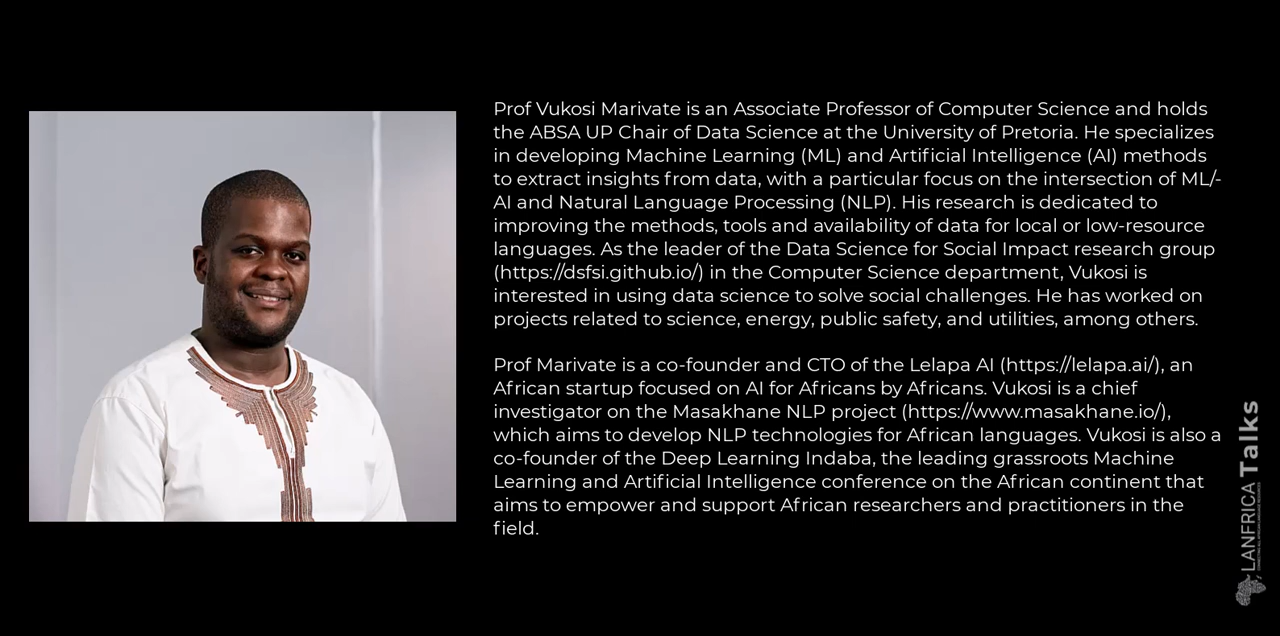 Prof Vukosi Marivate is an Associate Professor of Computer Science and holds
the ABSA UP Chair of Data Science at the University of Pretoria. He specializes
in developing Machine Learning (ML) and Artificial Intelligence (AI) methods
to extract insights from data, with a particular focus on the intersection of ML/-
AI and Natural Language Processing (NLP). His research is dedicated to
improving the methods, tools and availability of data for local or low-resource
languages. As the leader of the Data Science for Social Impact research group
(https://dsfsi.github.io/) in the Computer Science department, Vukosi is
interested in using data science to solve social challenges. He has worked on
projects related to science, energy, public safety, and utilities, among others.
Prof Marivate is a co-founder and CTO of the Lelapa AI (https://lelapa.ai/), an
African startup focused on AI for Africans by Africans. Vukosi is a chief
investigator on the Masakhane NLP project (https://www.masakhane.io/),
which aims to develop NLP technologies for African languages. Vukosi is also a
co-founder of the Deep Learning Indaba, the leading grassroots Machine
Learning and Artificial Intelligence conference on the African continent that
aims to empower and support African researchers and practitioners in the
field.
LANFRICA Talks